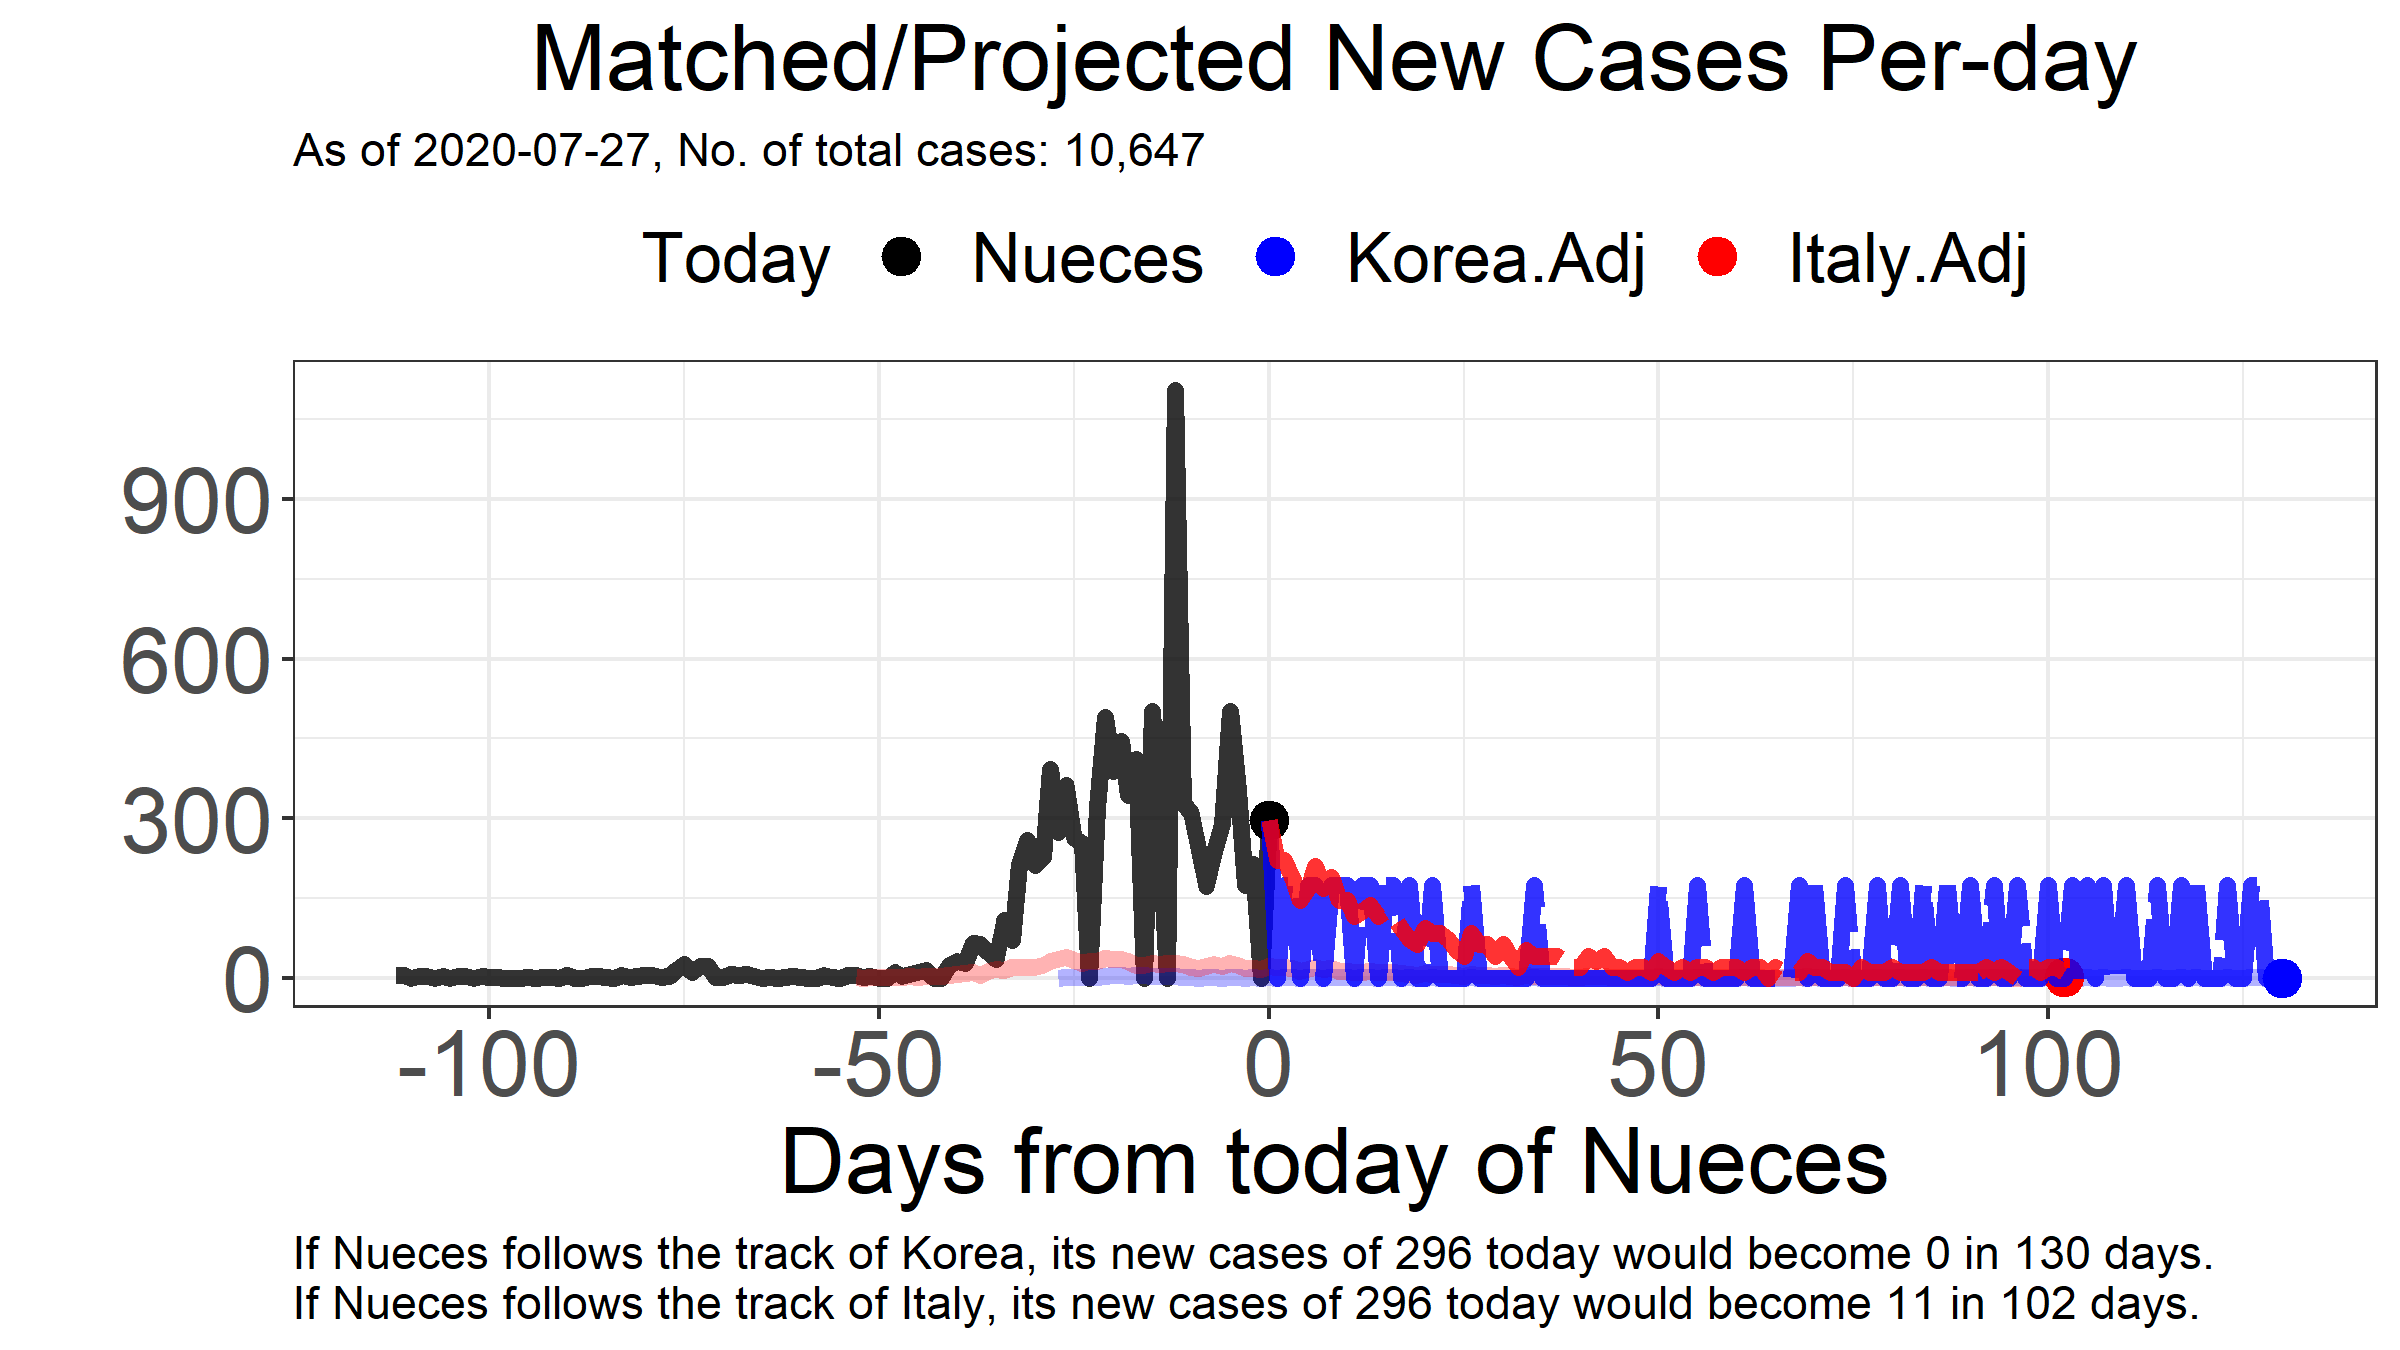 Matched/Projected New Cases Per-day
As of 2020-07-27, No. of total cases: 10,647
Today Nueces Korea.Adj Italy.Adj
900
600
300
0
-100 -50 0 50 100
Days from today of Nueces
If Nueces follows the track of Korea, its new cases of 296 today would become 0 in 130 days.
If Nueces follows the track of Italy, its new cases of 296 today would become 11 in 102 days.